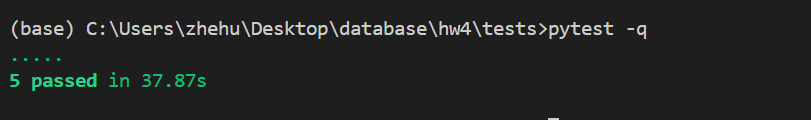 (base) C:\Users\zhehu\Desktop\database\hw4\tests>pytest -q
.....
5 passed in 37.87s